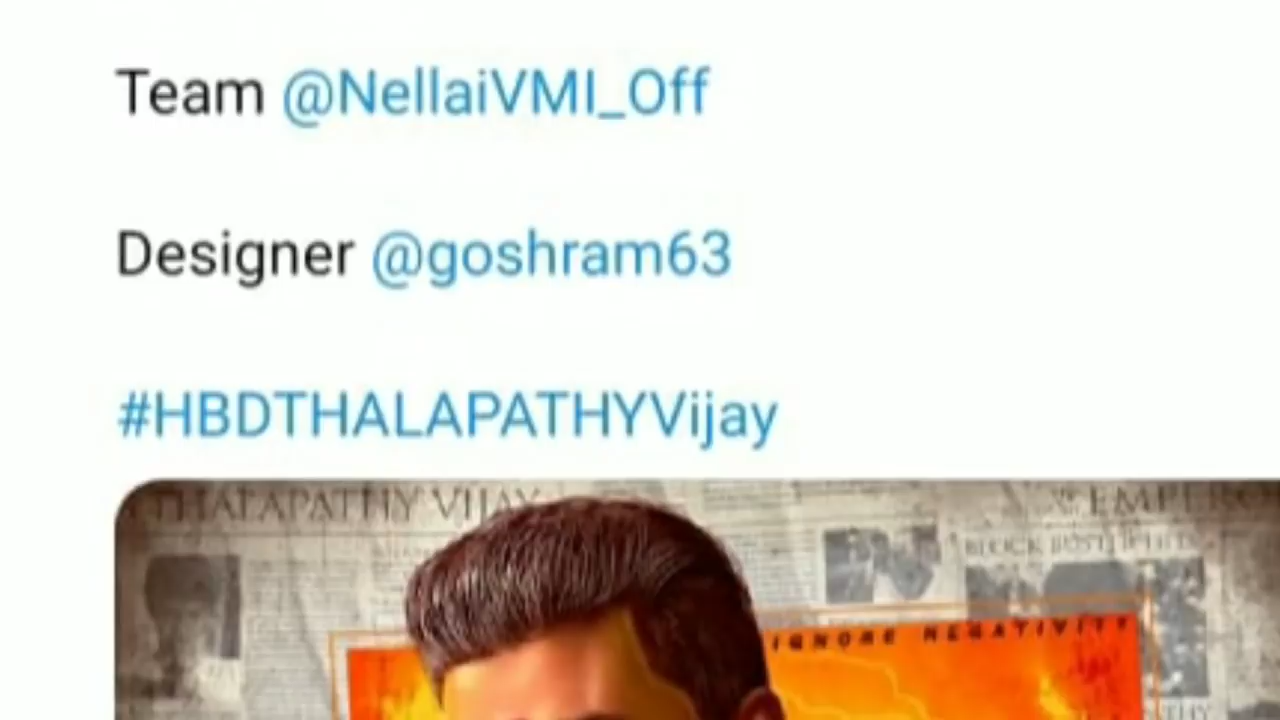 Team @NellaiVMI_Off
Designer @goshram63
#HBDTHALAPATHYVijay
THALAPATHY VIJAY
IGNORE NEGATIVITY